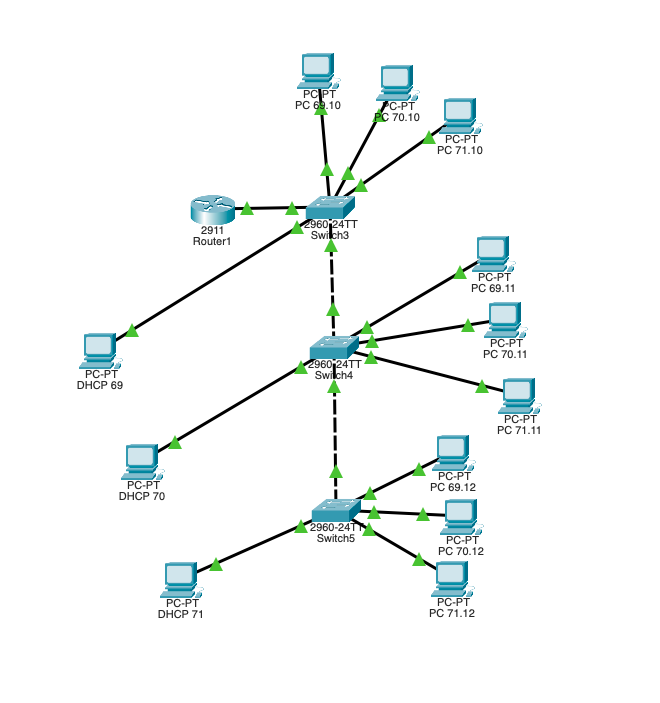 PC-PT
PC 69.10
PC-PT
PC 70.10
PC-PT
PC 71.10
2911
Router1
2960-24TT
Switch3
PC-PT
PC 69.11
PC-PT
PC 70.11
PC-PT
DHCP 69
2960-24TT
Switch4
PC-PT
PC 71.11
PC-PT
DHCP 70
PC-PT
PC 69.12
2960-24TT
Switch5
PC-PT
PC 70.12
PC-PT
DHCP 71
PC-PT
PC 71.12